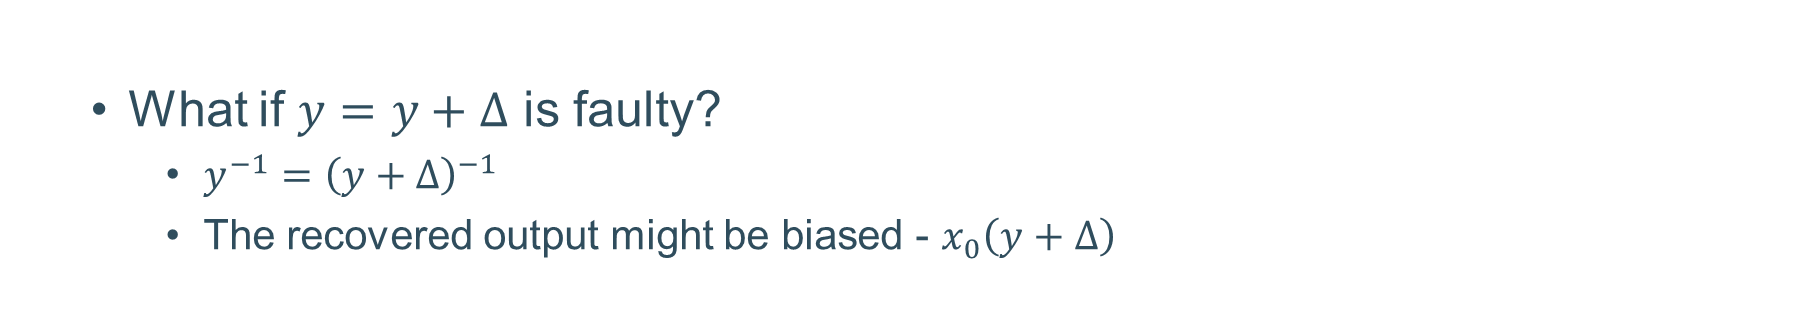 • What if 𝑦 = 𝑦 + Δ is faulty?
• 𝑦⁻¹ = (𝑦 + Δ)⁻¹
• The recovered output might be biased - 𝑥₀(𝑦 + Δ)